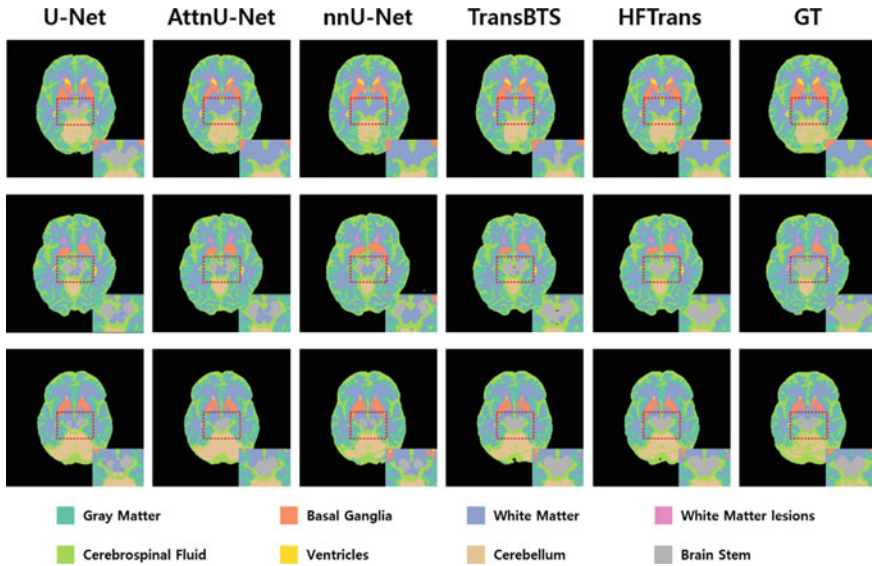 U-Net AttnU-Net nnU-Net TransBTS HFTrans GT
Gray Matter Basal Ganglia White Matter White Matter lesions
Cerebrospinal Fluid Ventricles Cerebellum Brain Stem